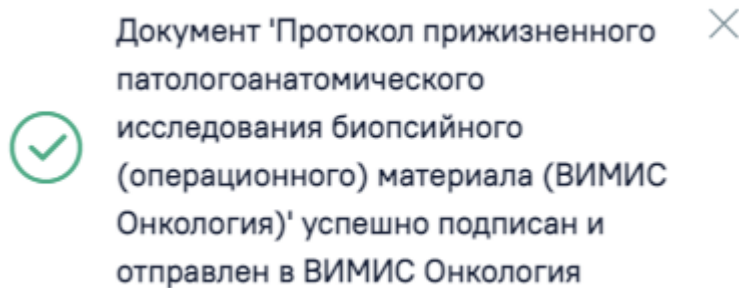 Документ 'Протокол прижизненного
патологоанатомического
исследования биопсийного
(операционного) материала (ВИМИС
Онкология)' успешно подписан и
отправлен в ВИМИС Онкология